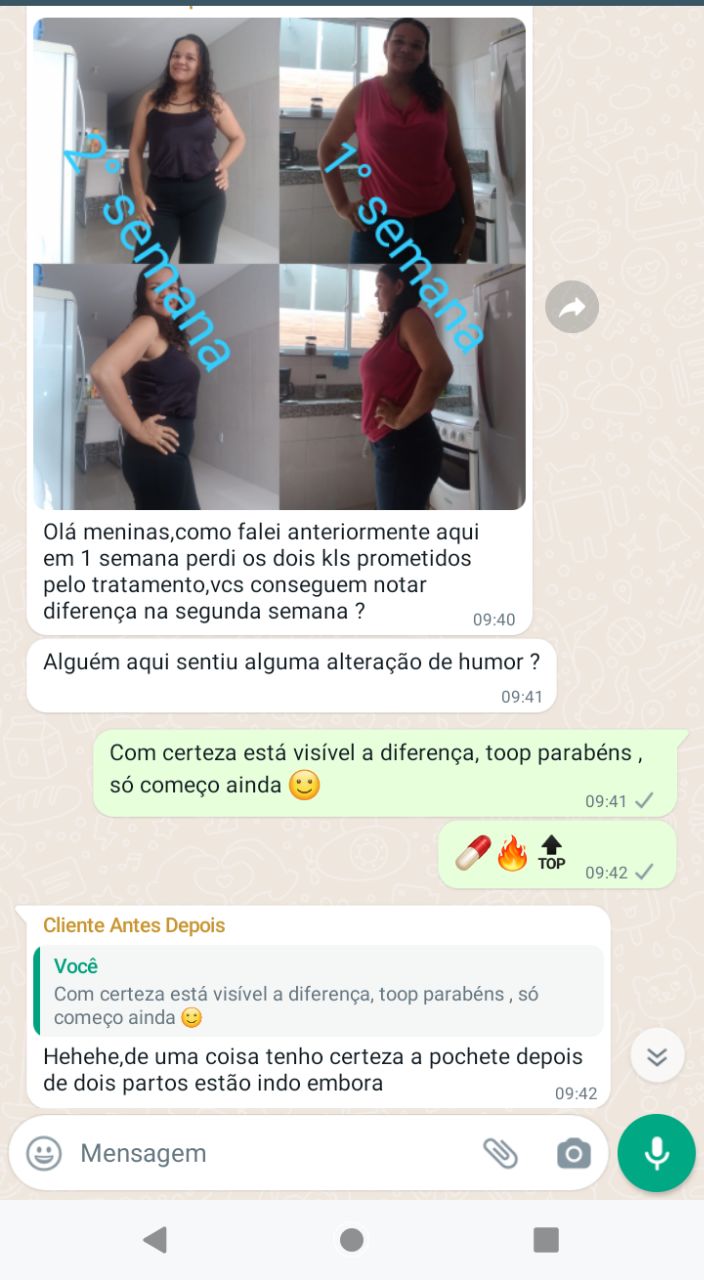 2° semana
1° semana
Olá meninas,como falei anteriormente aqui
em 1 semana perdi os dois kls prometidos
pelo tratamento,vcs conseguem notar
diferença na segunda semana ?
09:40
Alguém aqui sentiu alguma alteração de humor ?
09:41
Com certeza está visível a diferença, toop parabéns ,
só começo ainda 🙂
09:41
💊🔥🔝
09:42
Cliente Antes Depois
Você
Com certeza está visível a diferença, toop parabéns , só
começo ainda 🙂
Hehehe,de uma coisa tenho certeza a pochete depois
de dois partos estão indo embora
09:42
Mensagem